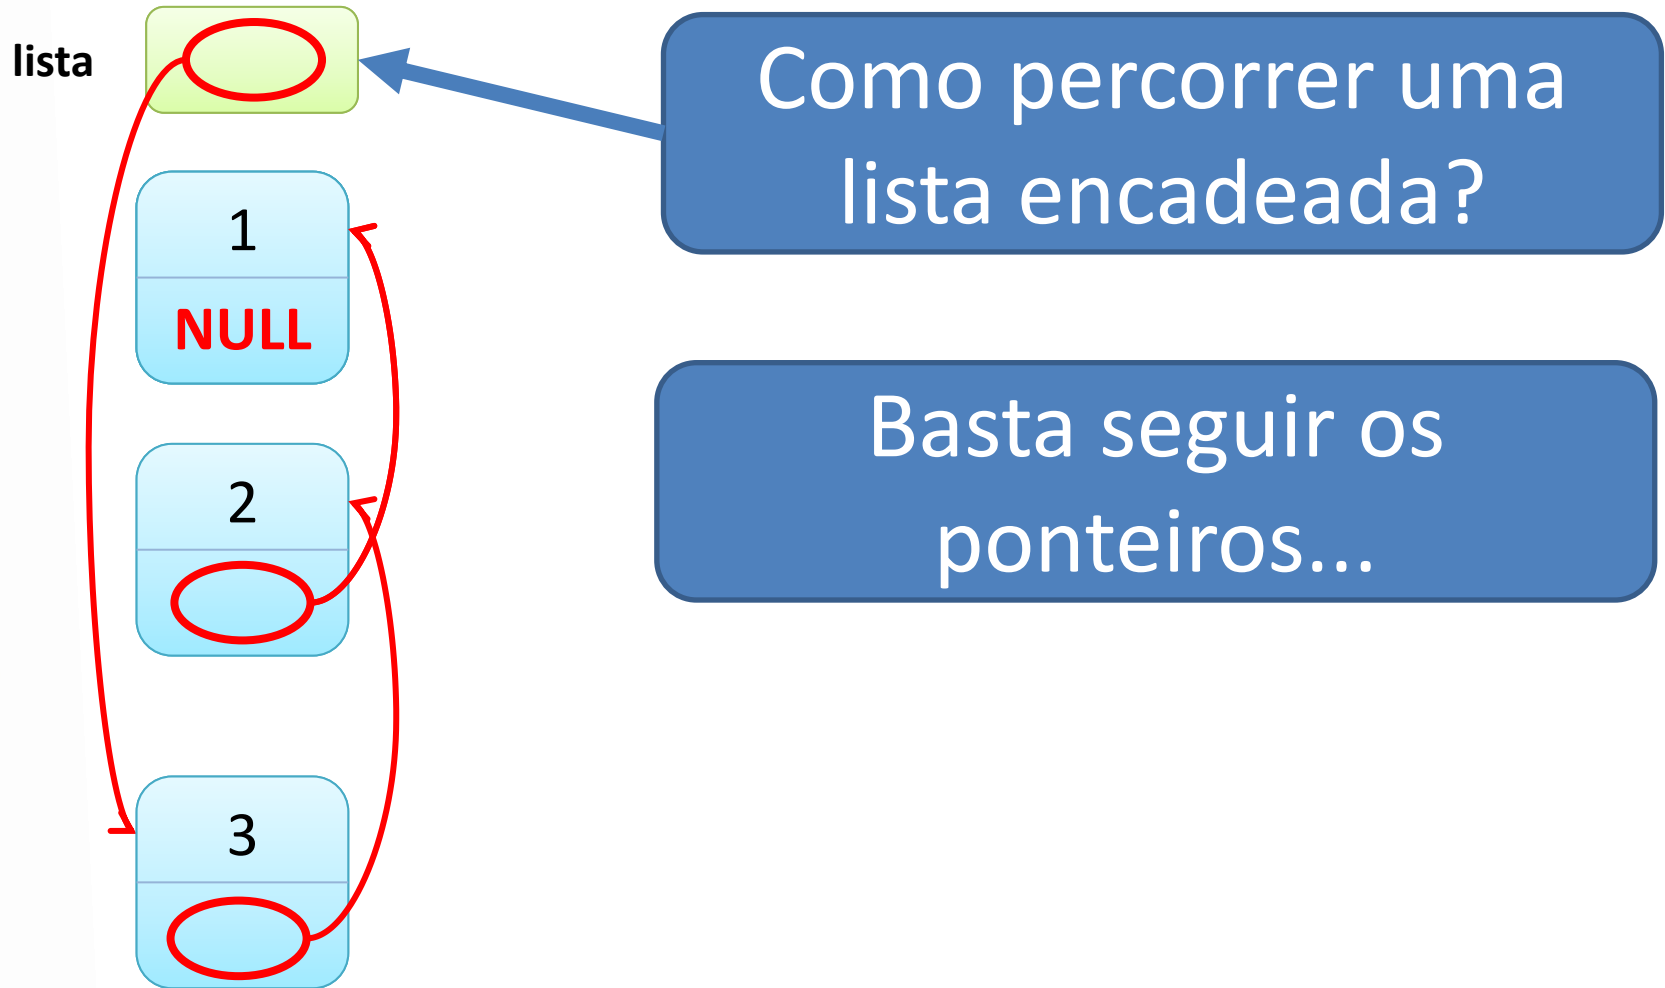 lista
Como percorrer uma
lista encadeada?
1
NULL
Basta seguir os
ponteiros...
2
3